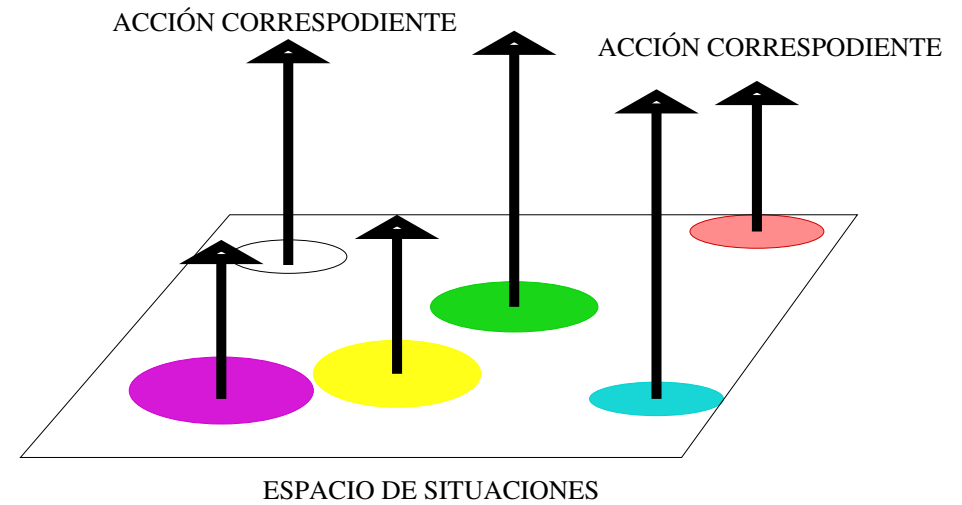 ACCIÓN CORRESPODIENTE
ACCIÓN CORRESPODIENTE
ESPACIO DE SITUACIONES